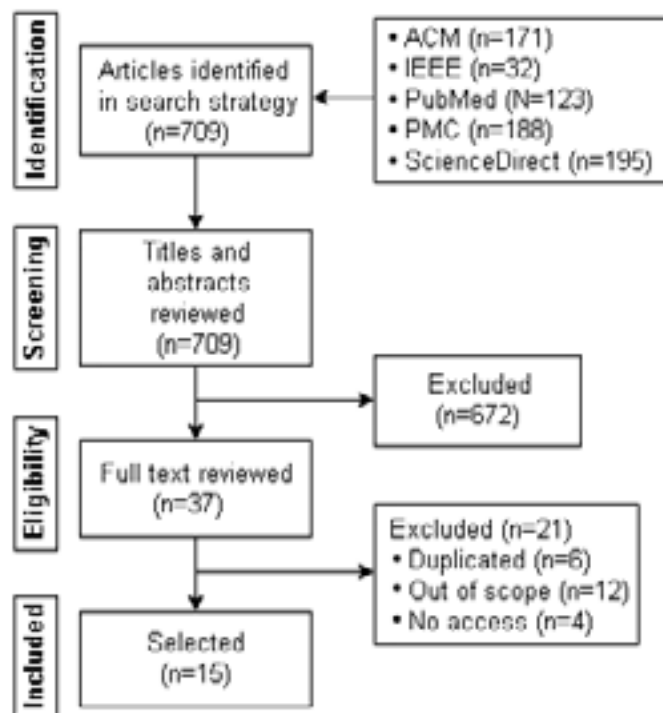 Identification
Articles identified
in search strategy
(n=709)
• ACM (n=171)
• IEEE (n=32)
• PubMed (N=123)
• PMC (n=188)
• ScienceDirect (n=195)
Screening
Titles and
abstracts
reviewed
(n=709)
Excluded
(n=672)
Eligibility
Full text reviewed
(n=37)
Excluded (n=21)
• Duplicated (n=6)
• Out of scope (n=12)
• No access (n=4)
Included
Selected
(n=15)